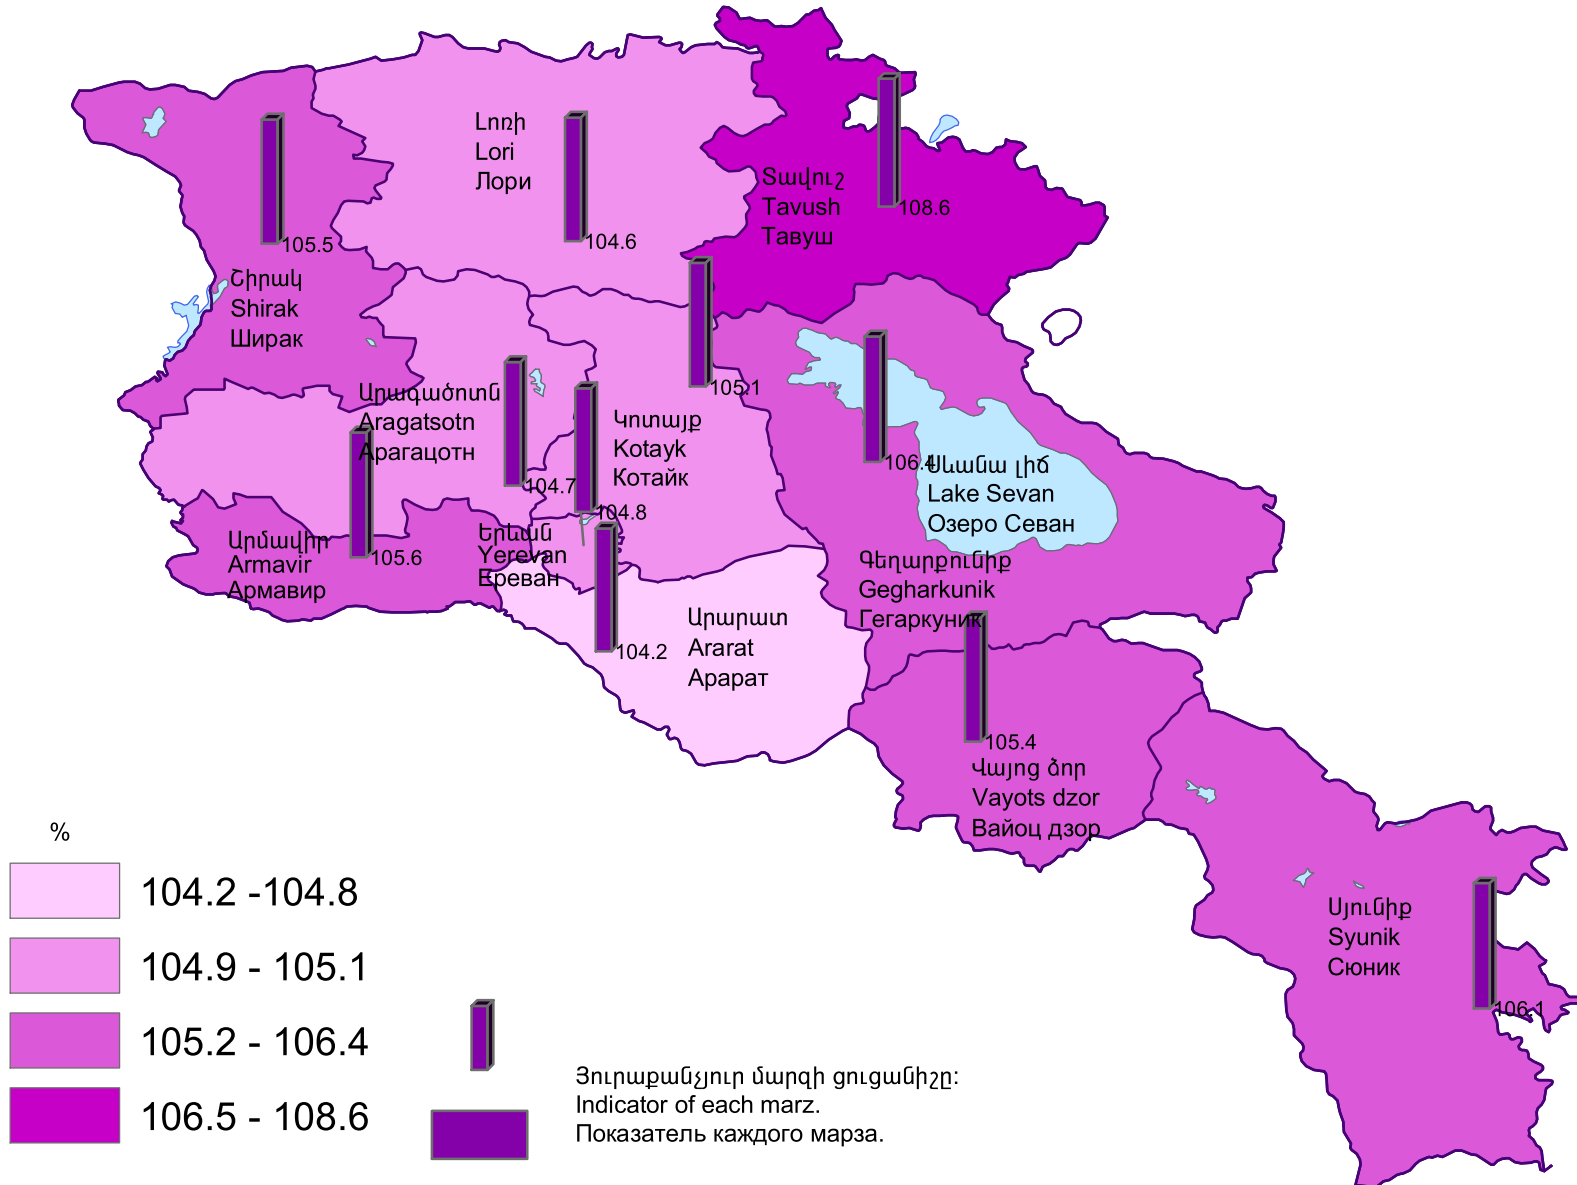 Լոռի
Lori
Лори
104.6
Տավուշ
Tavush
Тавуш
108.6
105.5
Շիրակ
Shirak
Ширак
105.1
Արագածոտն
Aragatsotn
Арагацотн
104.7
Կոտայք
Kotayk
Котайк
104.8
106.4
Սևանա լիճ
Lake Sevan
Озеро Севан
Արմավիր
Armavir
Армавир
105.6
Երևան
Yerevan
Ереван
Գեղարքունիք
Gegharkunik
Гегаркуник
Արարատ
Ararat
Арарат
104.2
105.4
Վայոց ձոր
Vayots dzor
Вайоц дзор
Սյունիք
Syunik
Сюник
106.1
%
104.2 -104.8
104.9 - 105.1
105.2 - 106.4
106.5 - 108.6
Յուրաքանչյուր մարզի ցուցանիշը:
Indicator of each marz.
Показатель каждого марза.